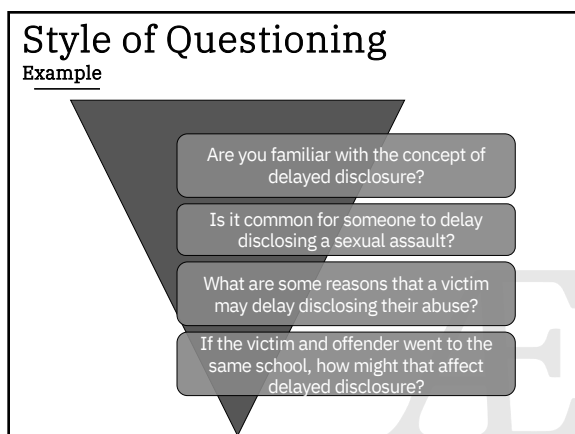 Style of Questioning
Example
Are you familiar with the concept of
delayed disclosure?
Is it common for someone to delay
disclosing a sexual assault?
What are some reasons that a victim
may delay disclosing their abuse?
If the victim and offender went to the
same school, how might that affect
delayed disclosure?
Æ